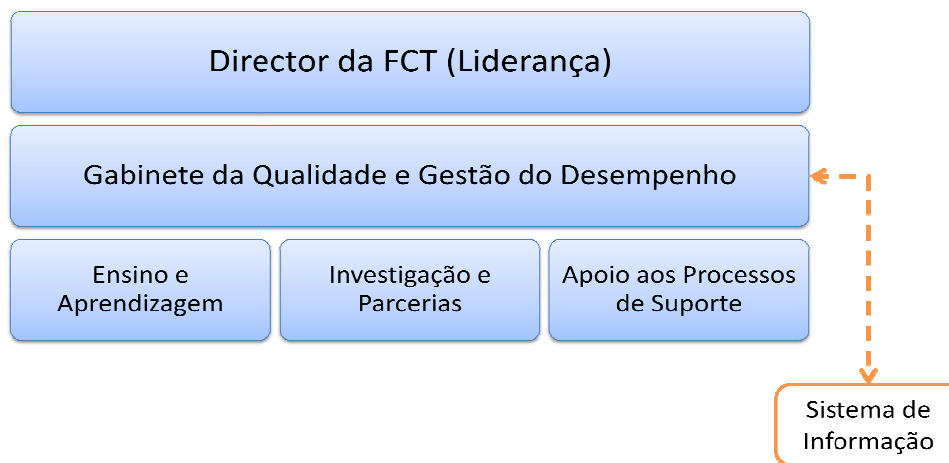 Director da FCT (Liderança)
Gabinete da Qualidade e Gestão do Desempenho
Ensino e
Aprendizagem
Investigação e
Parcerias
Apoio aos Processos
de Suporte
Sistema de
Informação